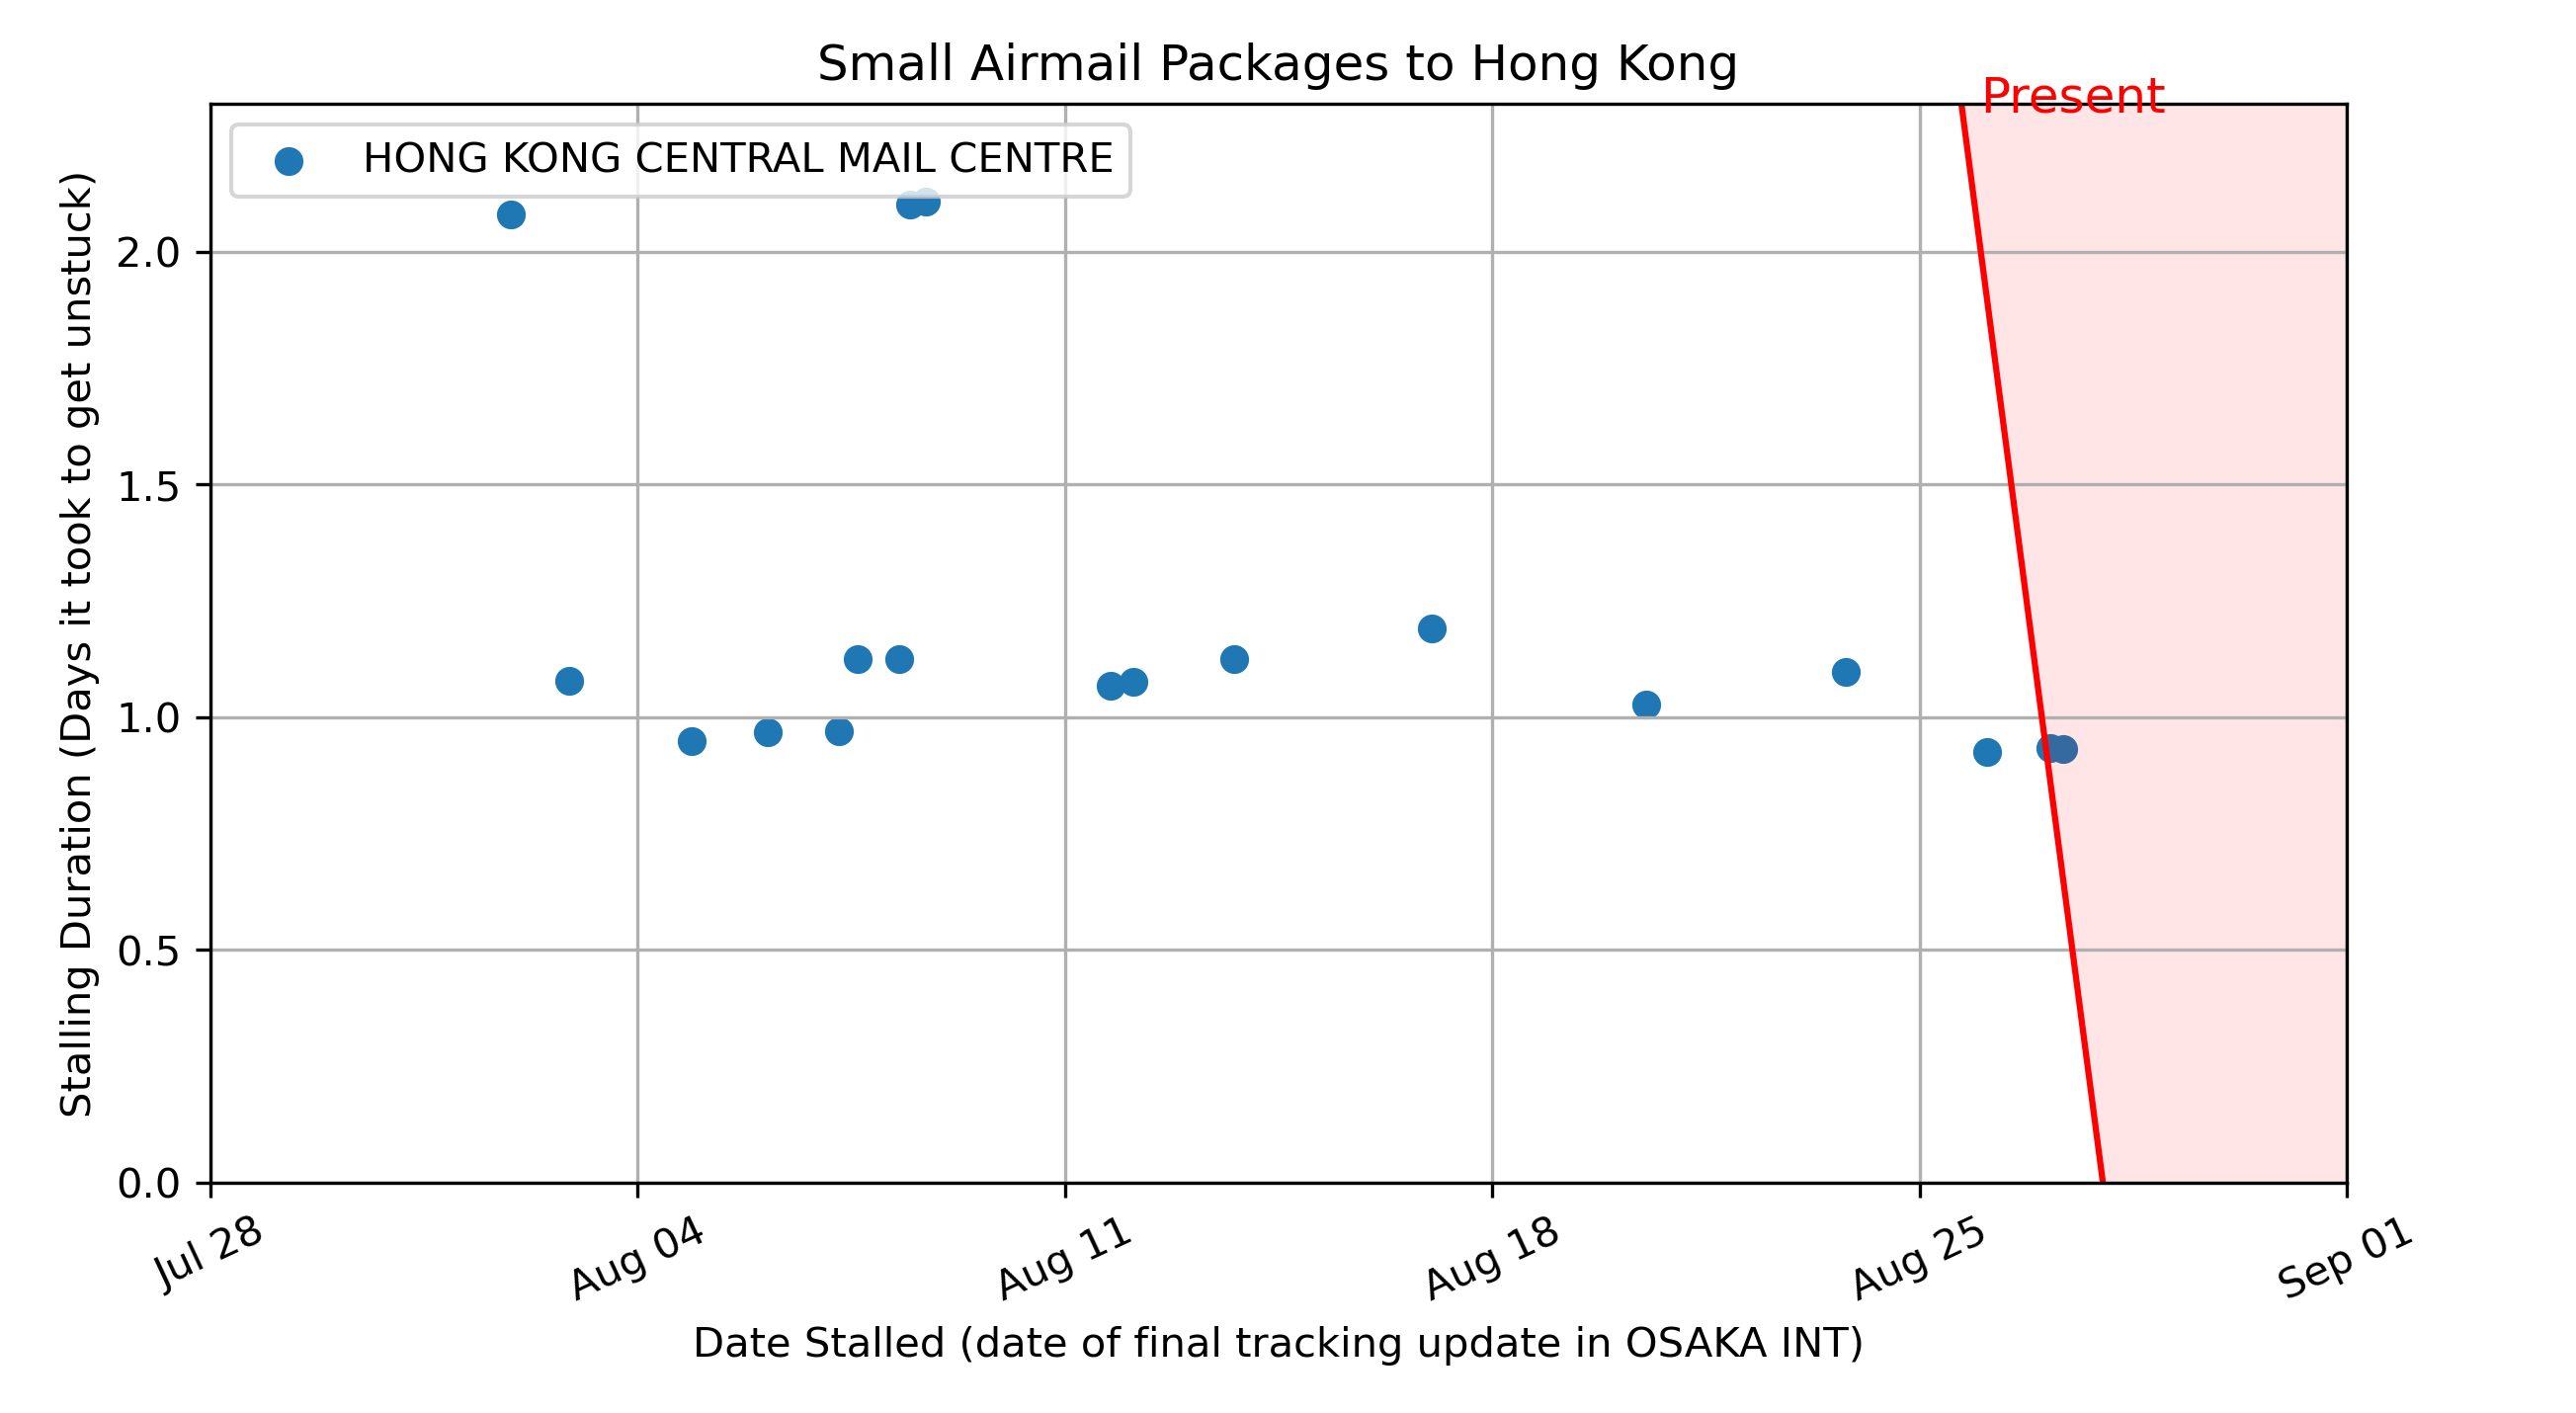 Small Airmail Packages to Hong Kong
Present
HONG KONG CENTRAL MAIL CENTRE
Stalling Duration (Days it took to get unstuck)
2.0
1.5
1.0
0.5
0.0
Jul 28
Aug 04
Aug 11
Aug 18
Aug 25
Sep 01
Date Stalled (date of final tracking update in OSAKA INT)